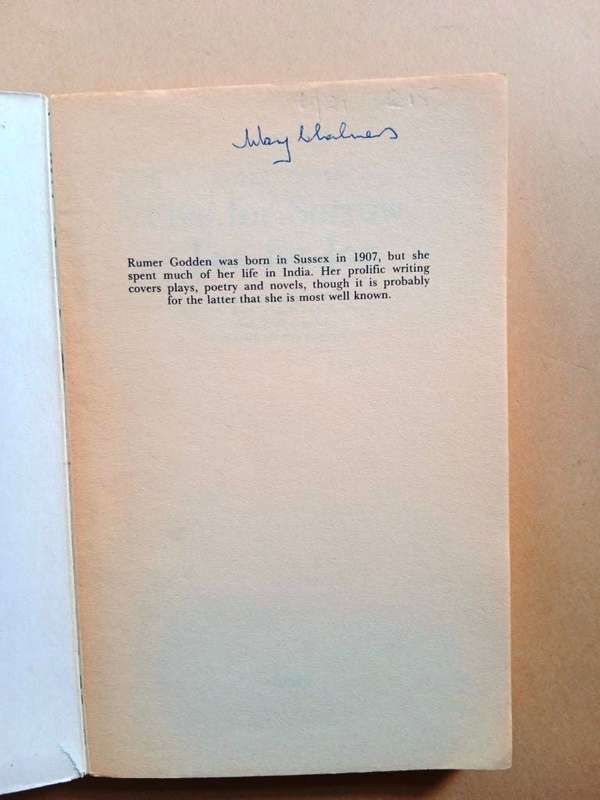 Mary Chalmers
Rumer Godden was born in Sussex in 1907, but she
spent much of her life in India. Her prolific writing
covers plays, poetry and novels, though it is probably
for the latter that she is most well known.